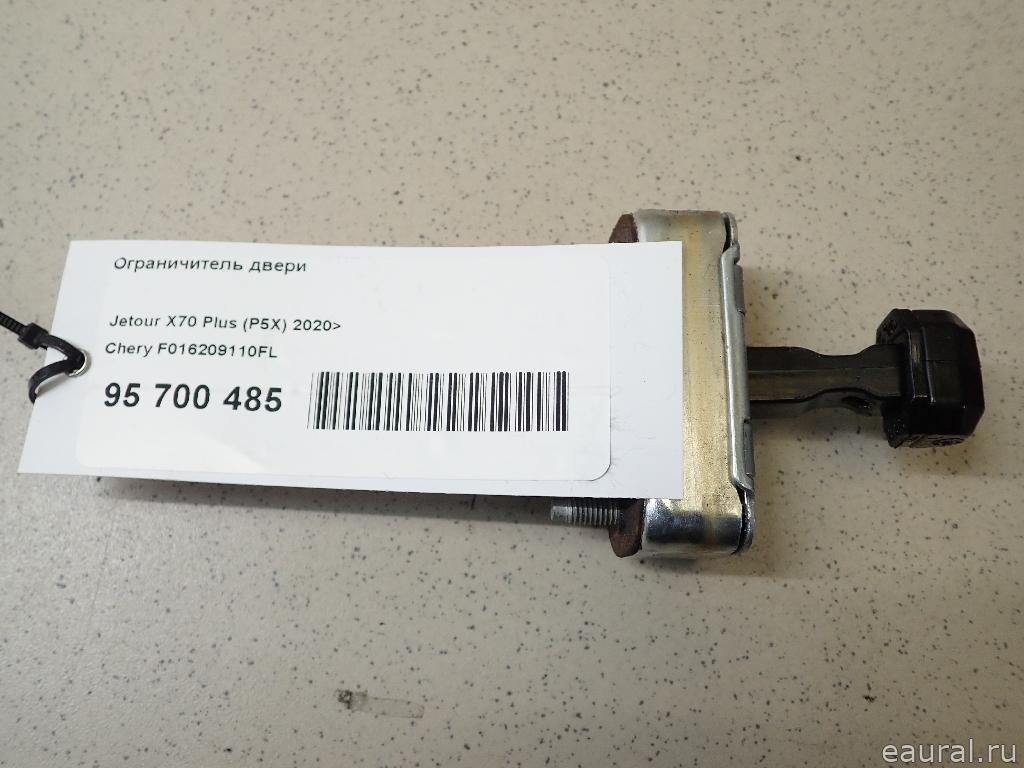 Ограничитель двери
Jetour X70 Plus (P5X) 2020>
Chery F016209110FL
95 700 485
eaural.ru